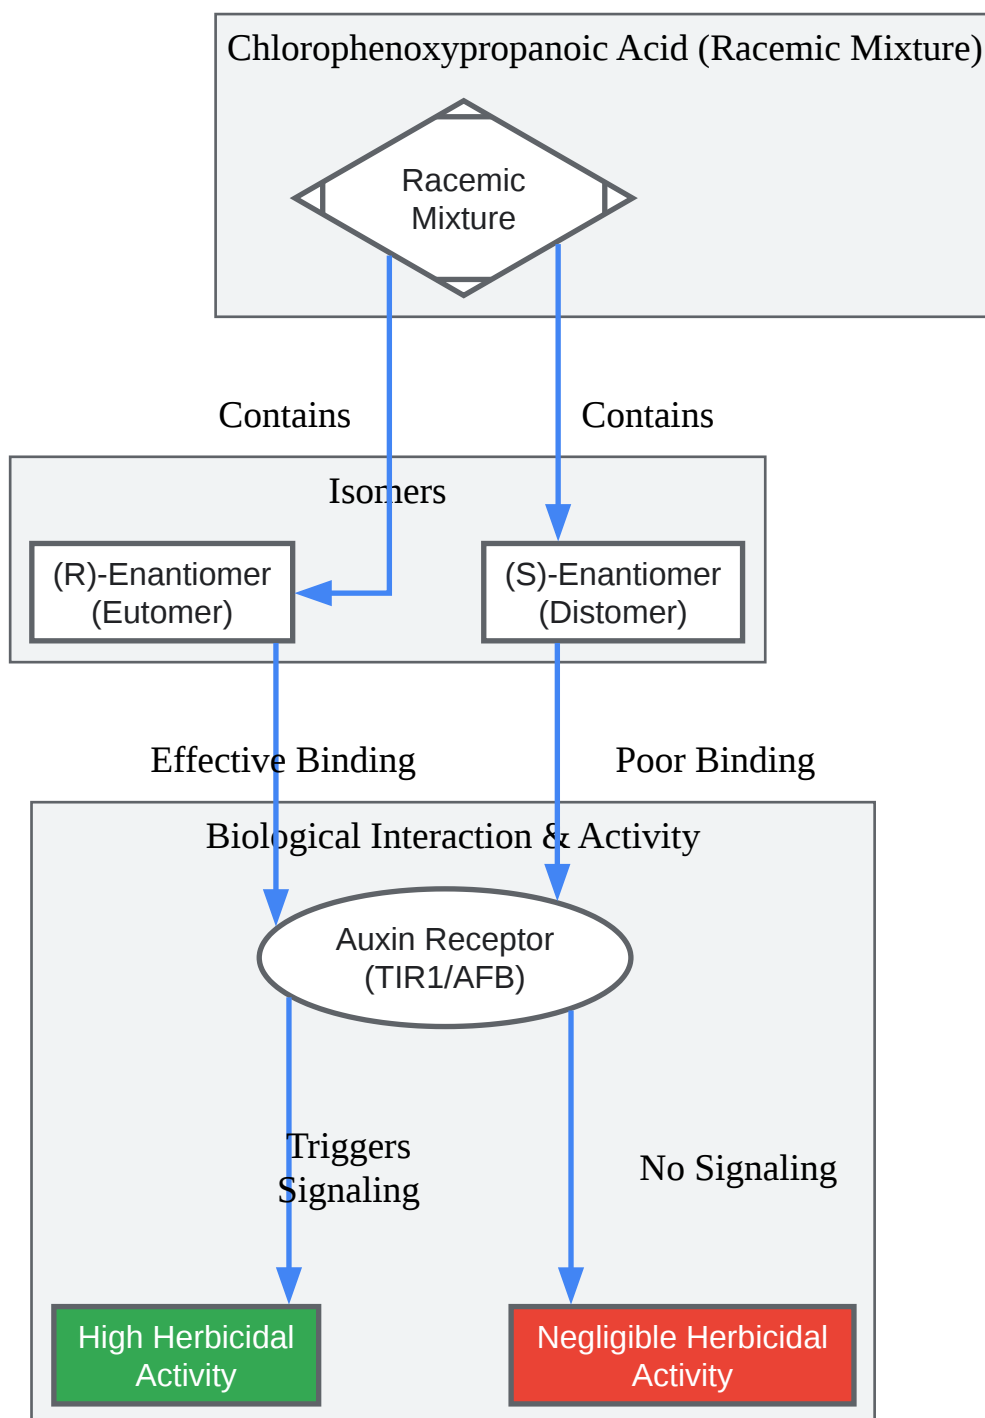 Chlorophenoxypropanoic Acid (Racemic Mixture)
Racemic
Mixture
Contains
Contains
Isomers
(R)-Enantiomer
(Eutomer)
(S)-Enantiomer
(Distomer)
Effective Binding
Poor Binding
Biological Interaction & Activity
Auxin Receptor
(TIR1/AFB)
Triggers
Signaling
No Signaling
High Herbicidal
Activity
Negligible Herbicidal
Activity